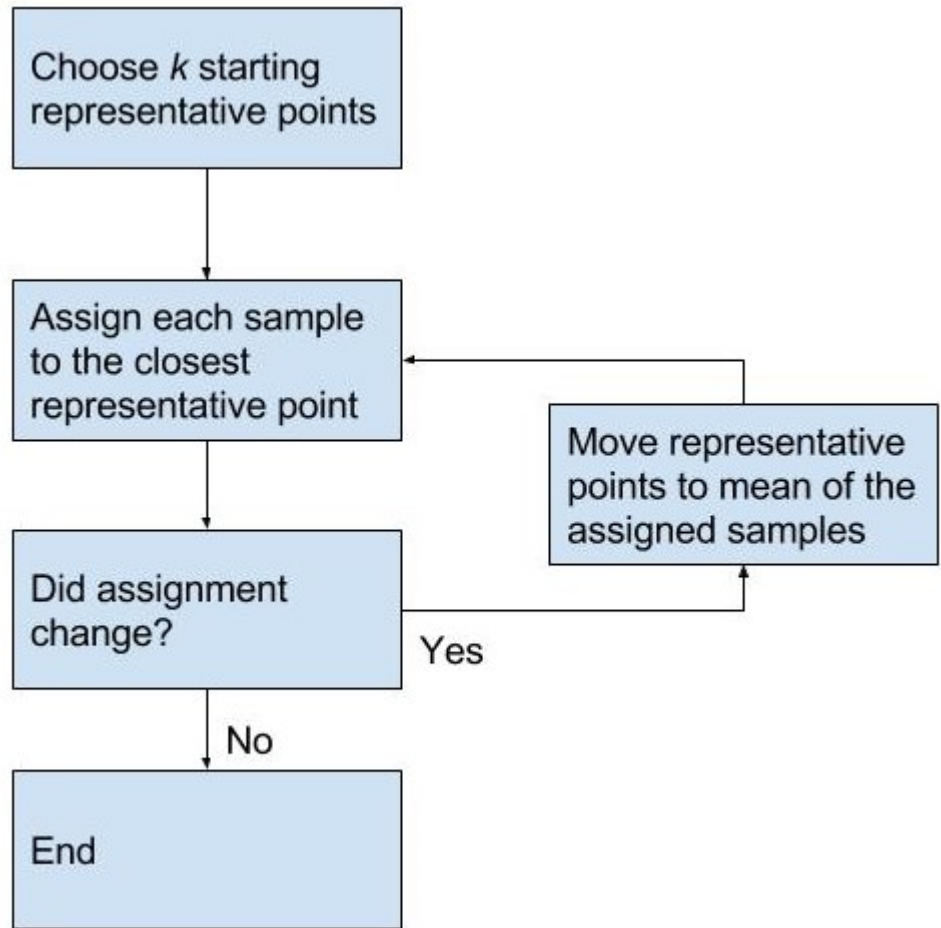 Choose k starting
representative points
Assign each sample
to the closest
representative point
Move representative
points to mean of the
assigned samples
Did assignment
change?
Yes
No
End